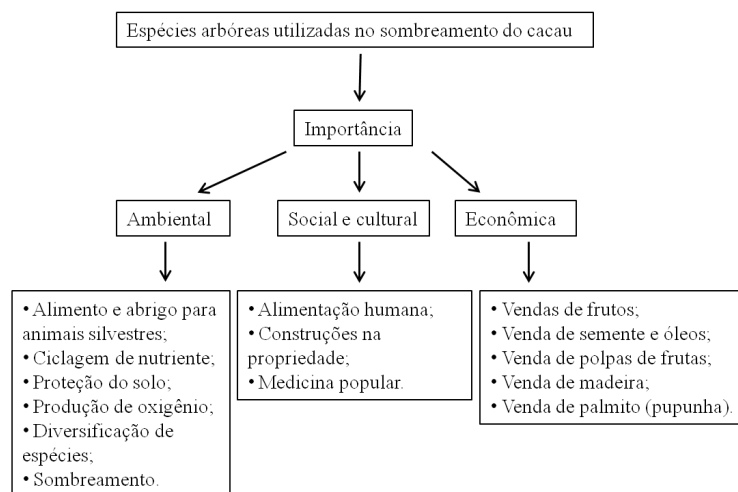 Espécies arbóreas utilizadas no sombreamento do cacau
Importância
Ambiental
Social e cultural
Econômica
• Alimento e abrigo para
animais silvestres;
• Ciclagem de nutriente;
• Proteção do solo;
• Produção de oxigênio;
• Diversificação de
espécies;
• Sombreamento.
• Alimentação humana;
• Construções na
propriedade;
• Medicina popular.
• Vendas de frutos;
• Venda de semente e óleos;
• Venda de polpas de frutas;
• Venda de madeira;
• Venda de palmito (pupunha).